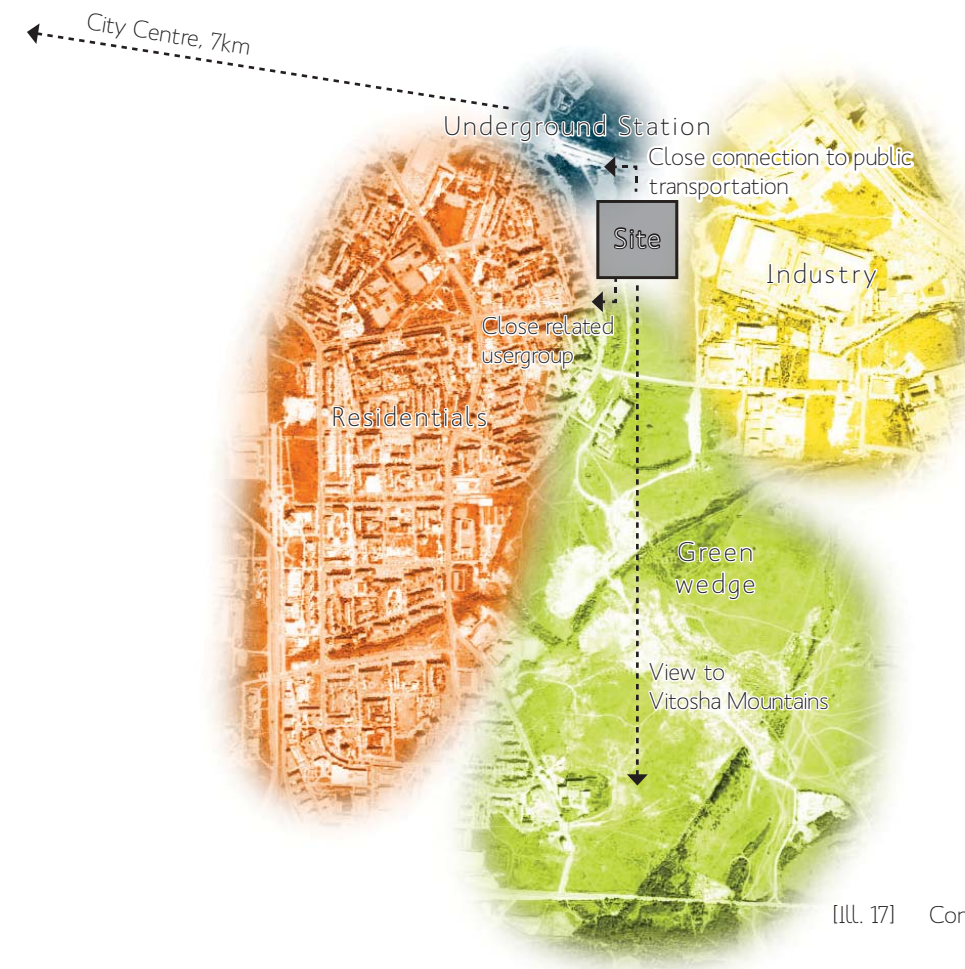 City Centre, 7km
Underground Station
Close connection to public
transportation
Site
Industry
Close related
usergroup
Residentials
Green
wedge
View to
Vitosha Mountains
[Ill. 17]